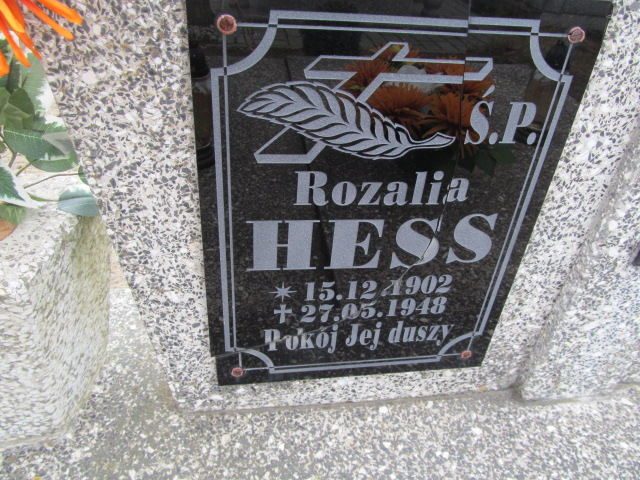 Ś.P.
Rozalia
HESS
✶ 15.12.1902
✝ 27.05.1948
Pokój Jej duszy